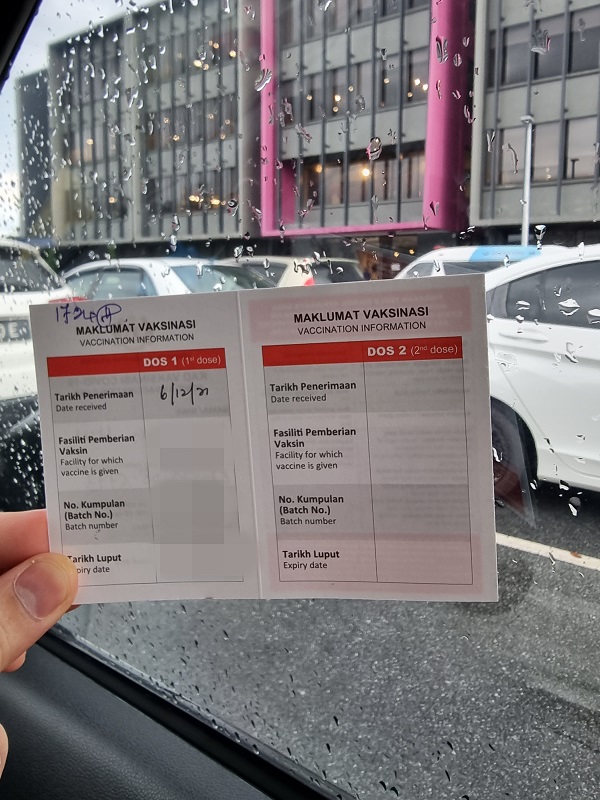 MAKLUMAT VAKSINASI
VACCINATION INFORMATION
DOS 1 (1st dose)
Tarikh Penerimaan
Date received
6/12/21
Fasiliti Pemberian
Vaksin
Facility for which
vaccine is given
No. Kumpulan
(Batch No.)
Batch number
Tarikh Luput
piry date
MAKLUMAT VAKSINASI
VACCINATION INFORMATION
DOS 2 (2nd dose)
Tarikh Penerimaan
Date received
Fasiliti Pemberian
Vaksin
Facility for which
vaccine is given
No. Kumpulan
(Batch No.)
Batch number
Tarikh Luput
Expiry date